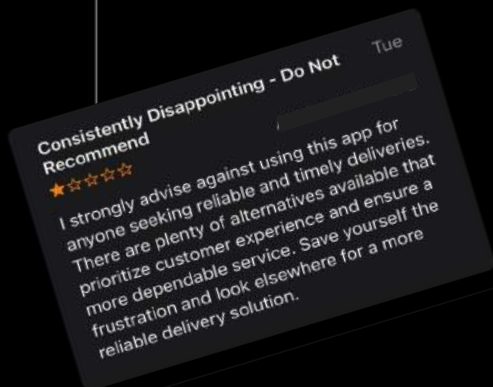 Consistently Disappointing - Do Not
Recommend
Tue
I strongly advise against using this app for
anyone seeking reliable and timely deliveries.
There are plenty of alternatives available that
prioritize customer experience and ensure a
more dependable service. Save yourself the
frustration and look elsewhere for a more
reliable delivery solution.